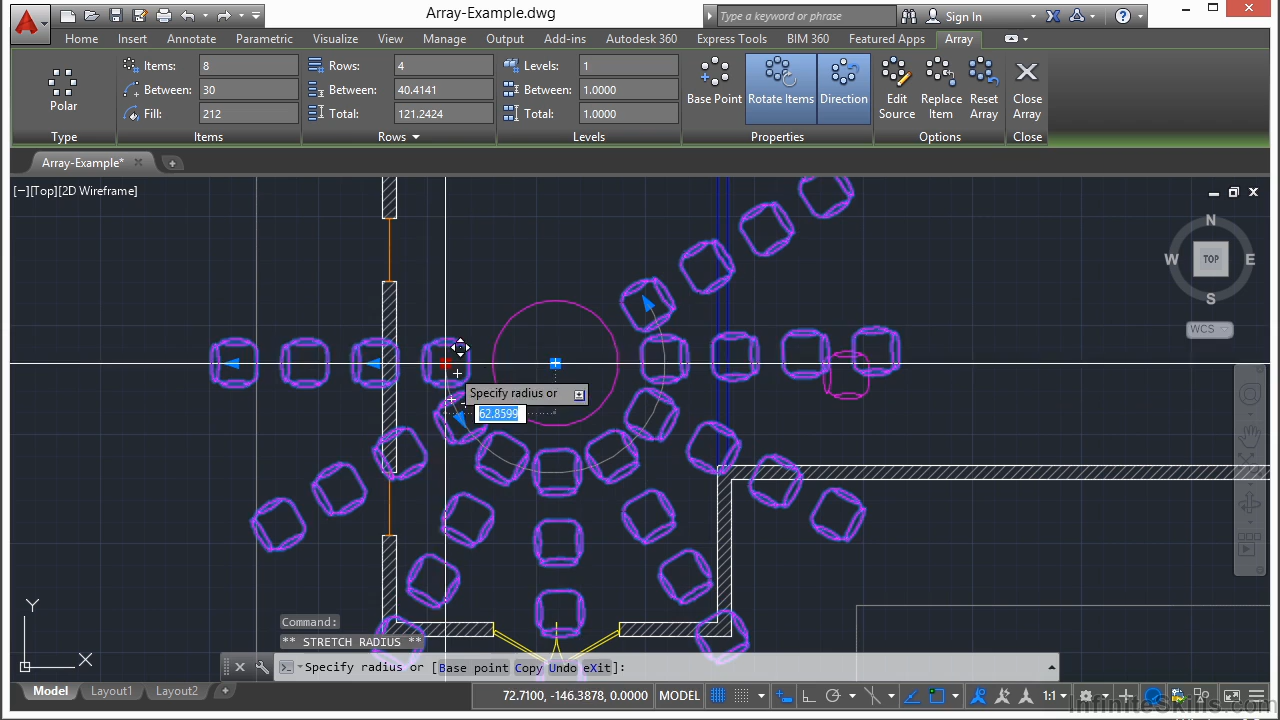 Array-Example.dwg
Type a keyword or phrase
Sign In
Home Insert Annotate Parametric Visualize View Manage Output Add-ins Autodesk 360 Express Tools BIM 360 Featured Apps Array
Items: 8 Rows: 4 Levels: 1
Between: 30 Between: 40.4141 Between: 1.0000
Fill: 212 Total: 121.2424 Total: 1.0000
Polar
Base Point Rotate Items Direction Edit Source Replace Item Reset Array Close Array
Type Items Rows Levels Properties Options Close
Array-Example*
[−][Top][2D Wireframe]
N
W TOP E
S
WCS
Specify radius or
62.8599
Y
X
Command:
** STRETCH RADIUS **
Specify radius or [Base point Copy Undo eXit]:
Model Layout1 Layout2
72.7100, -146.3878, 0.0000 MODEL 1:1
InfiniteSkills.com